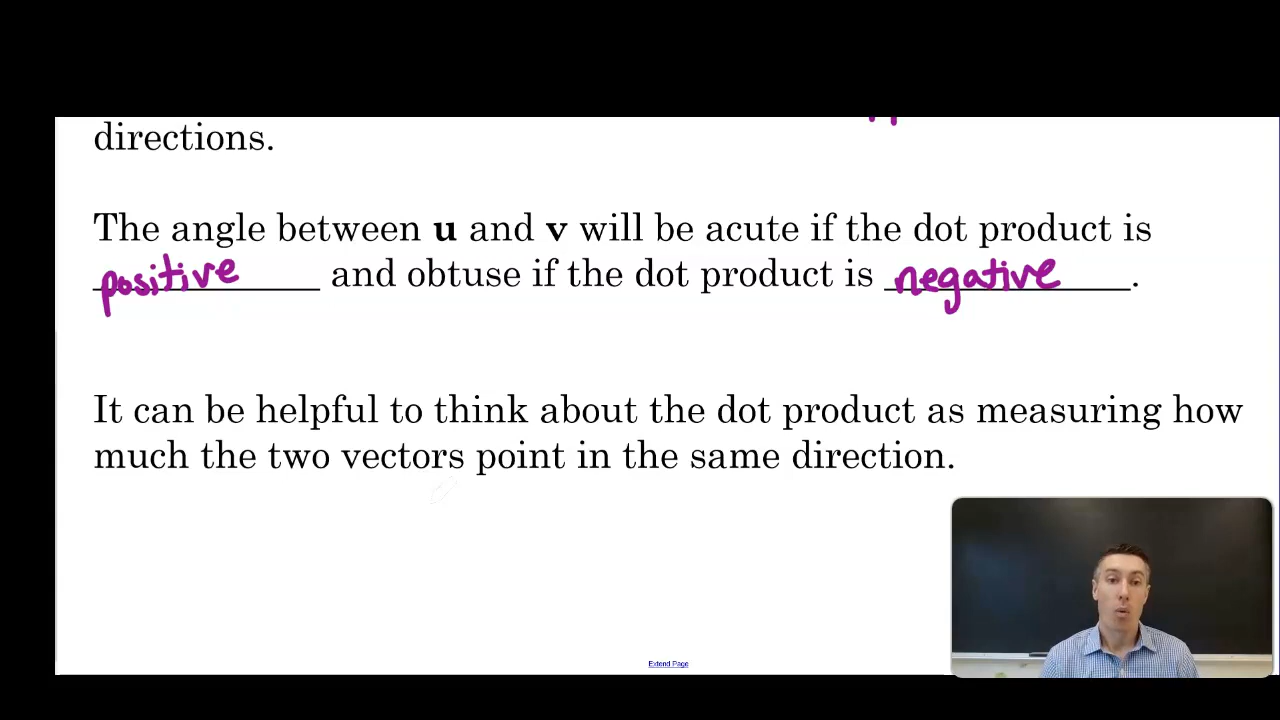 directions.
The angle between u and v will be acute if the dot product is
positive and obtuse if the dot product is negative.
It can be helpful to think about the dot product as measuring how
much the two vectors point in the same direction.
Extend Page